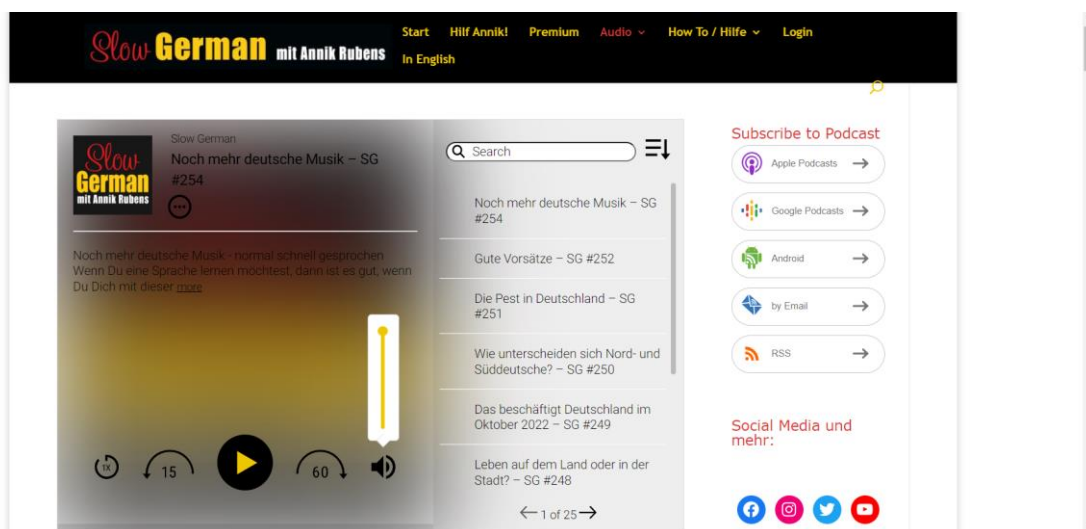 Slow German mit Annik Rubens
Start Hilf Annik! Premium Audio How To / Hilfe Login
In English
Slow
German
mit Annik Rubens
Slow German
Noch mehr deutsche Musik – SG
#254
Noch mehr deutsche Musik - normal schnell gesprochen
Wenn Du eine Sprache lernen möchtest, dann ist es gut, wenn
Du Dich mit dieser more
1X
15
60
Search
Noch mehr deutsche Musik – SG
#254
Gute Vorsätze – SG #252
Die Pest in Deutschland – SG
#251
Wie unterscheiden sich Nord- und
Süddeutsche? – SG #250
Das beschäftigt Deutschland im
Oktober 2022 – SG #249
Leben auf dem Land oder in der
Stadt? – SG #248
1 of 25
Subscribe to Podcast
Apple Podcasts
Google Podcasts
Android
by Email
RSS
Social Media und
mehr: